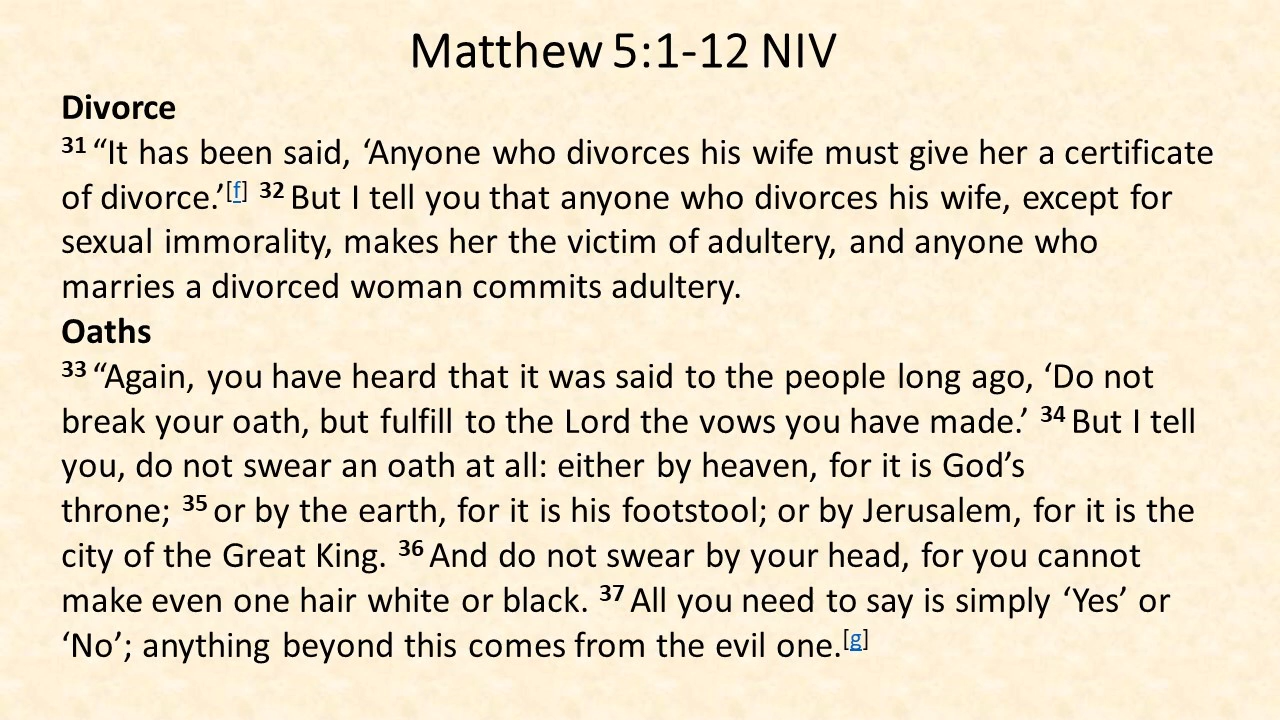 Matthew 5:1-12 NIV
Divorce
31 “It has been said, ‘Anyone who divorces his wife must give her a certificate
of divorce.’[f] 32 But I tell you that anyone who divorces his wife, except for
sexual immorality, makes her the victim of adultery, and anyone who
marries a divorced woman commits adultery.
Oaths
33 “Again, you have heard that it was said to the people long ago, ‘Do not
break your oath, but fulfill to the Lord the vows you have made.’ 34 But I tell
you, do not swear an oath at all: either by heaven, for it is God’s
throne; 35 or by the earth, for it is his footstool; or by Jerusalem, for it is the
city of the Great King. 36 And do not swear by your head, for you cannot
make even one hair white or black. 37 All you need to say is simply ‘Yes’ or
‘No’; anything beyond this comes from the evil one.[g]